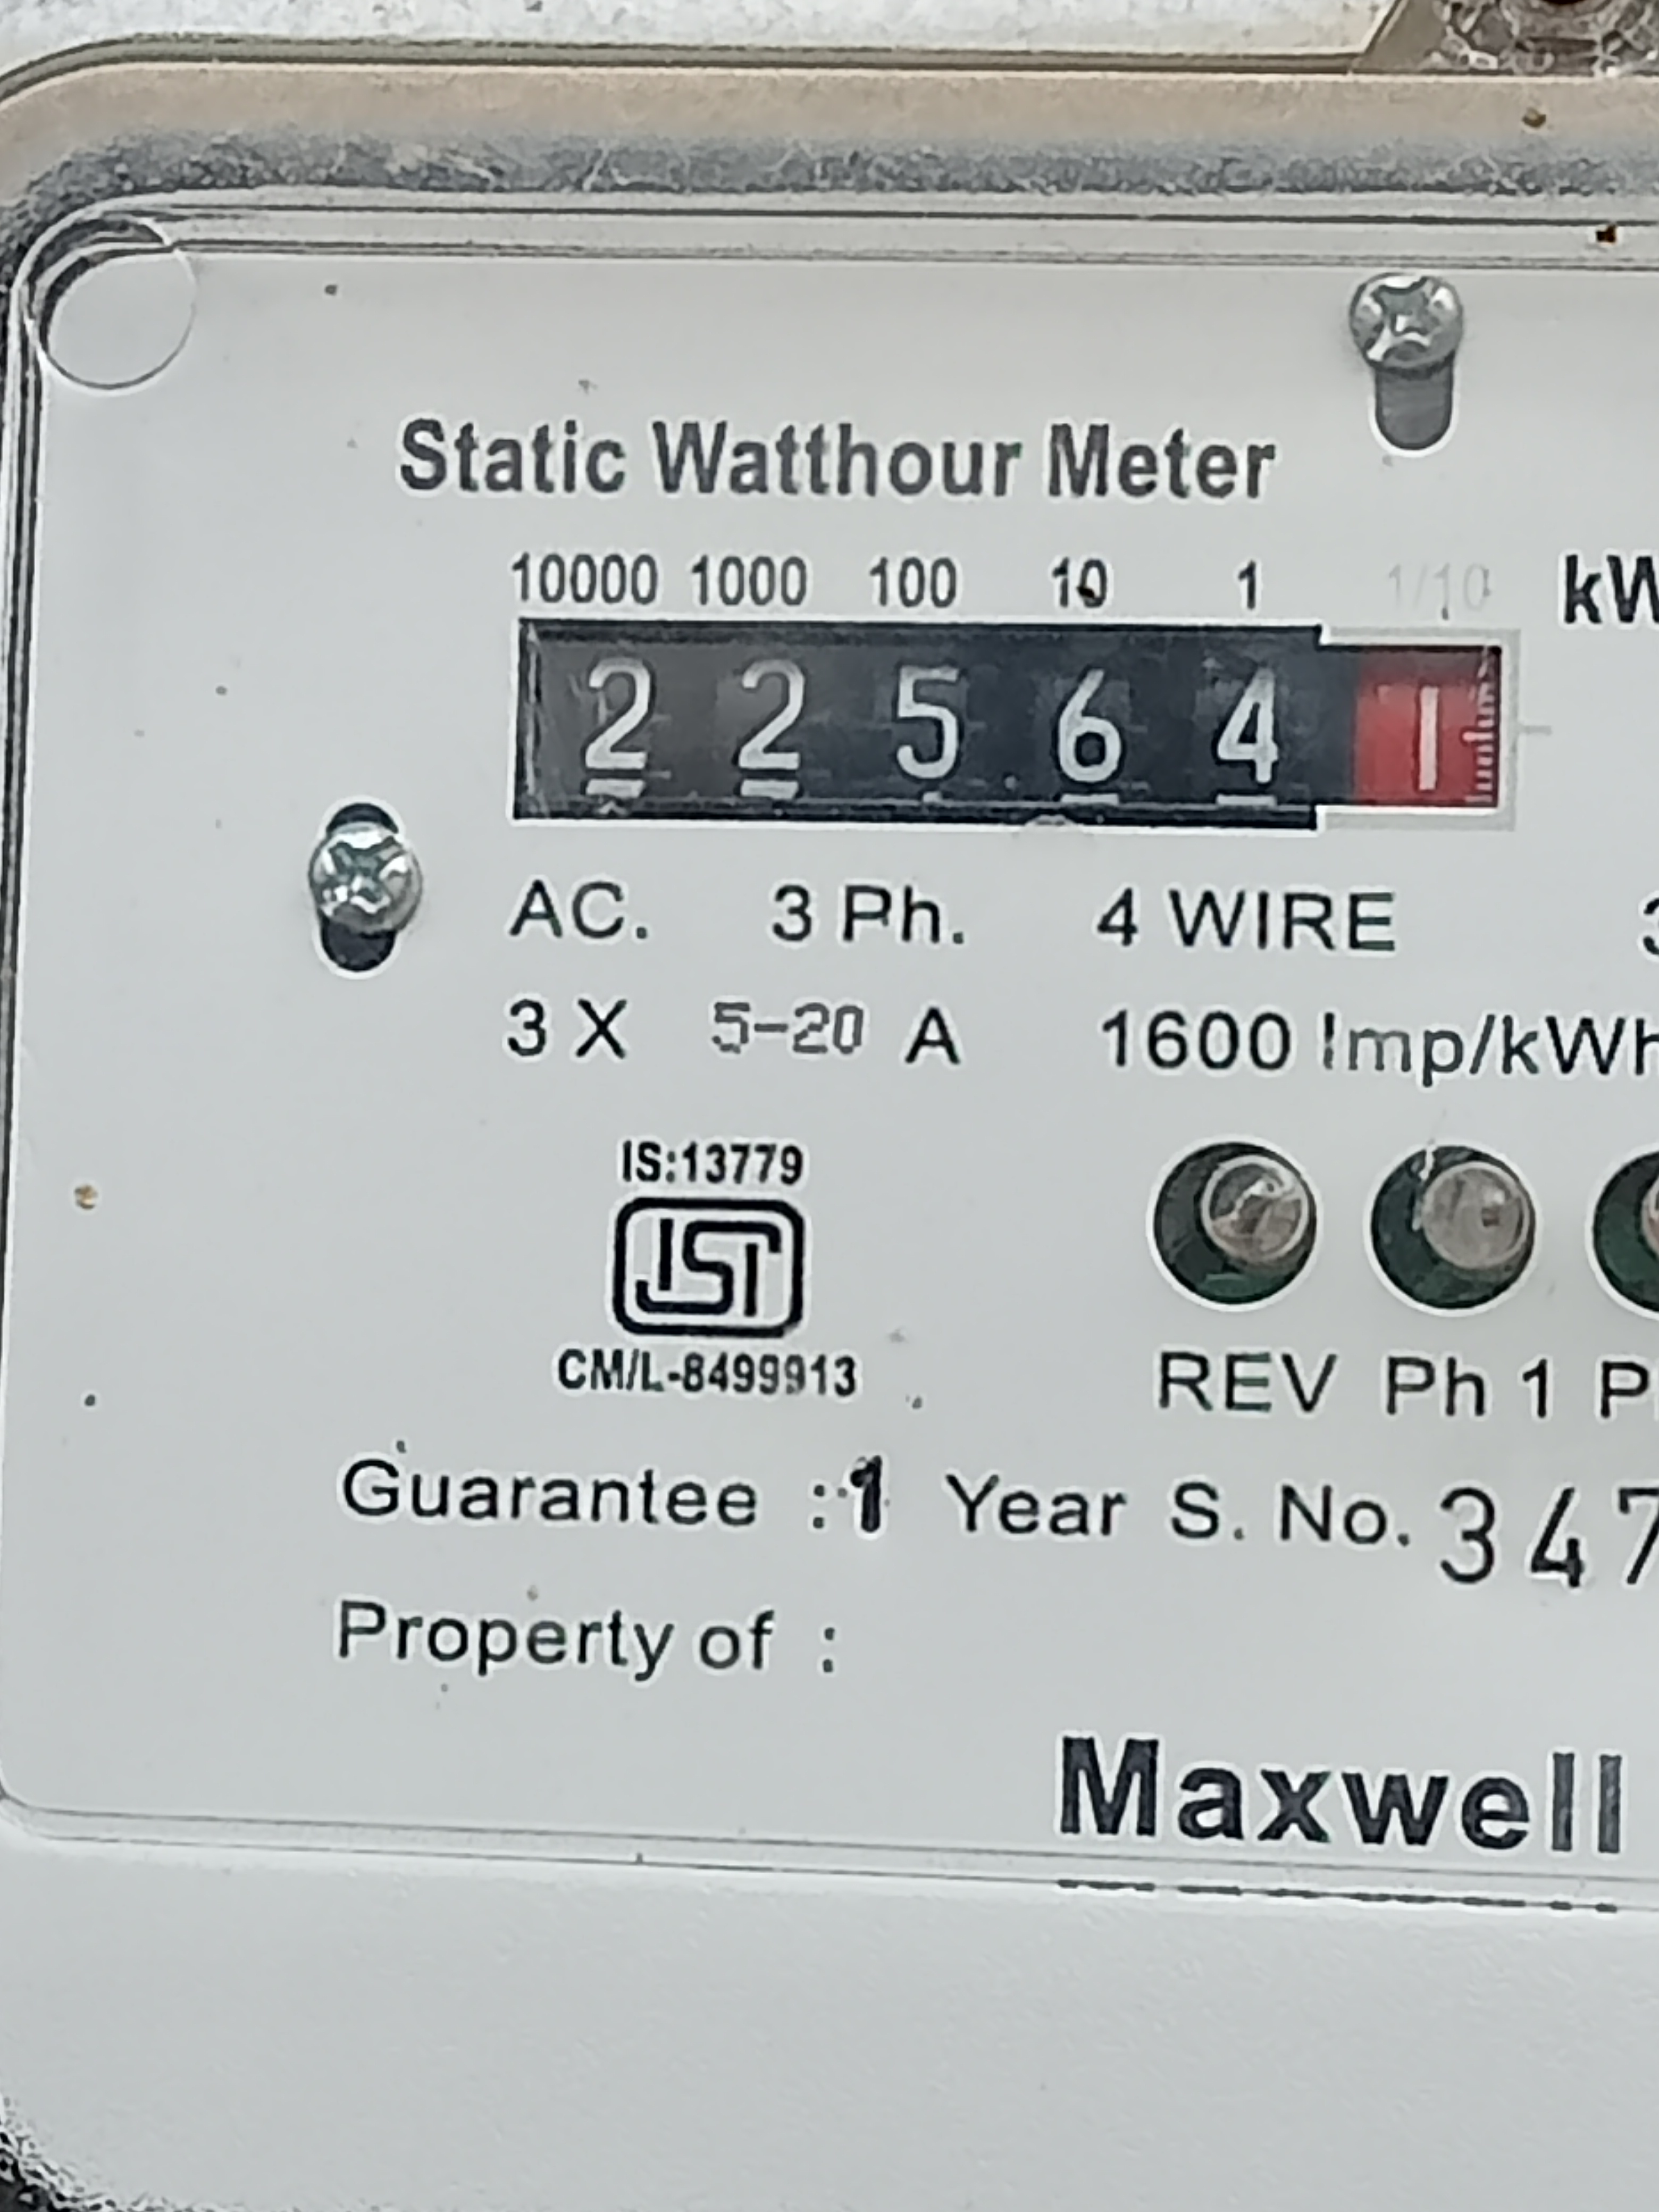 Static Watthour Meter
10000 1000 100 10 1 1/10 kW
2 2 5 6 4 1
AC. 3 Ph. 4 WIRE 3
3 X 5-20 A 1600 Imp/kWh
IS:13779
ISI
CM/L-8499913
REV Ph 1 P
Guarantee : 1 Year S. No. 347
Property of :
Maxwell